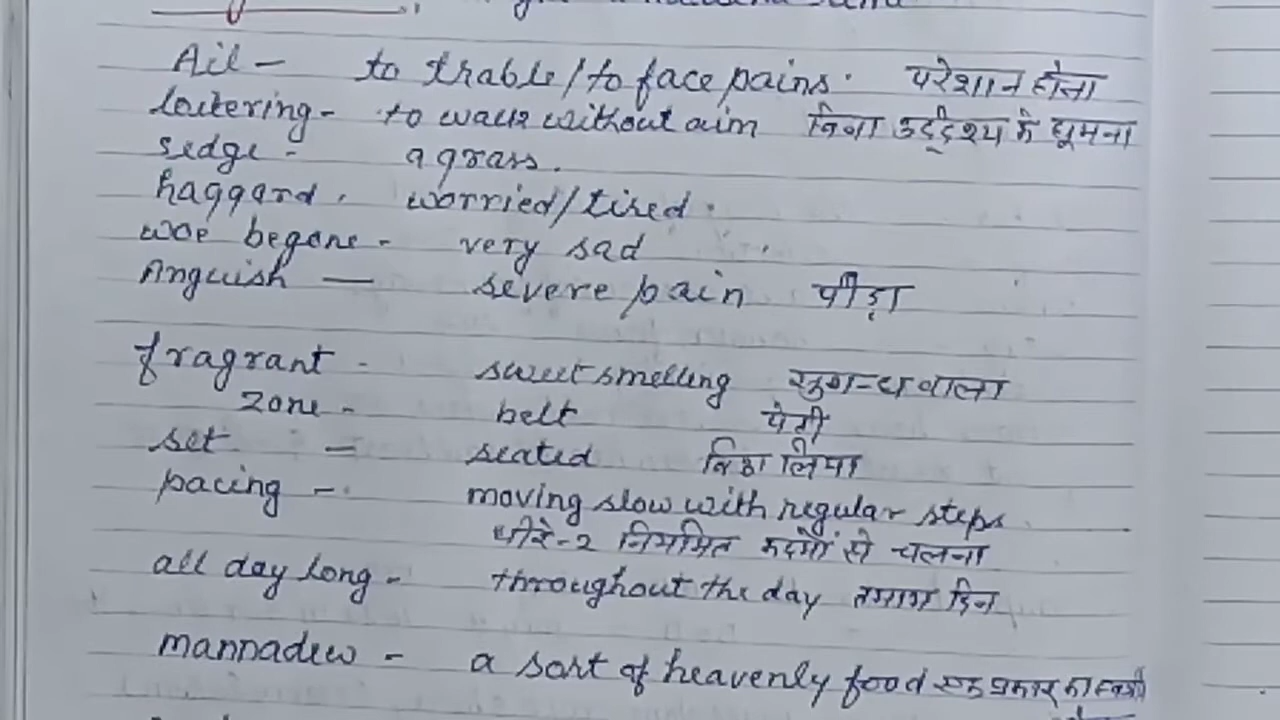 Ail - to trable/to face pains. परेशान होना
loitering - to walk without aim बिना उद्देश्य मे घूमना
sedge - a grass.
haggard. worried/tired.
woe begone - very sad
Anguish - severe pain पीड़ा
fragrant - sweet smelling सुगन्धवाला
zone - belt पेटी
set - seated बिठा लिया
pacing - moving slow with regular steps
धीरे-२ नियमित कदमों से चलना
all day long - throughout the day तमाम दिन
mannadew - a sort of heavenly food एक प्रकार का